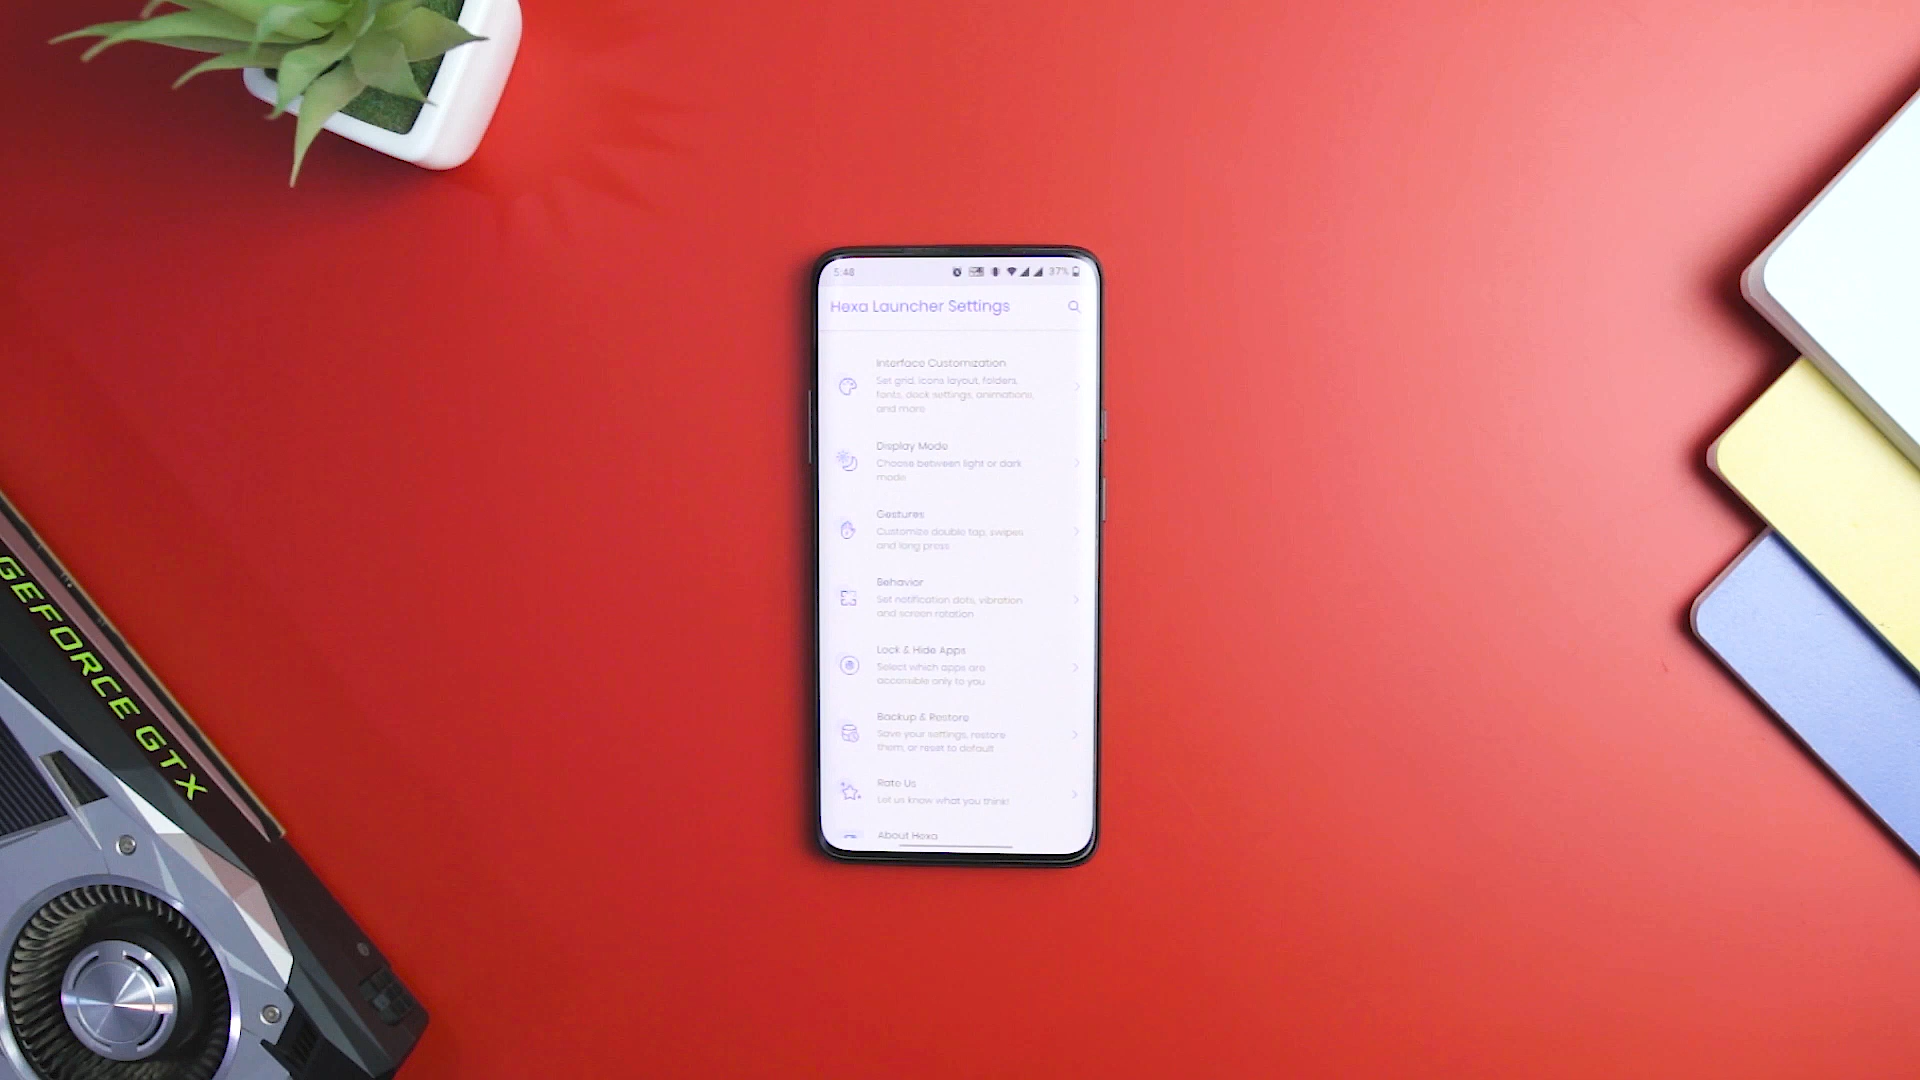 5:48
37%
Hexa Launcher Settings
Interface Customization
Set grid, icons layout, folders,
fonts, dock settings, animations,
and more
Display Mode
Choose between light or dark
mode
Gestures
Customize double tap, swipes
and long press
Behavior
Set notification dots, vibration
and screen rotation
Lock & Hide Apps
Select which apps are
accessible only to you
Backup & Restore
Save your settings, restore
them, or reset to default
Rate Us
Let us know what you think!
About Hexa
GEFORCE GTX